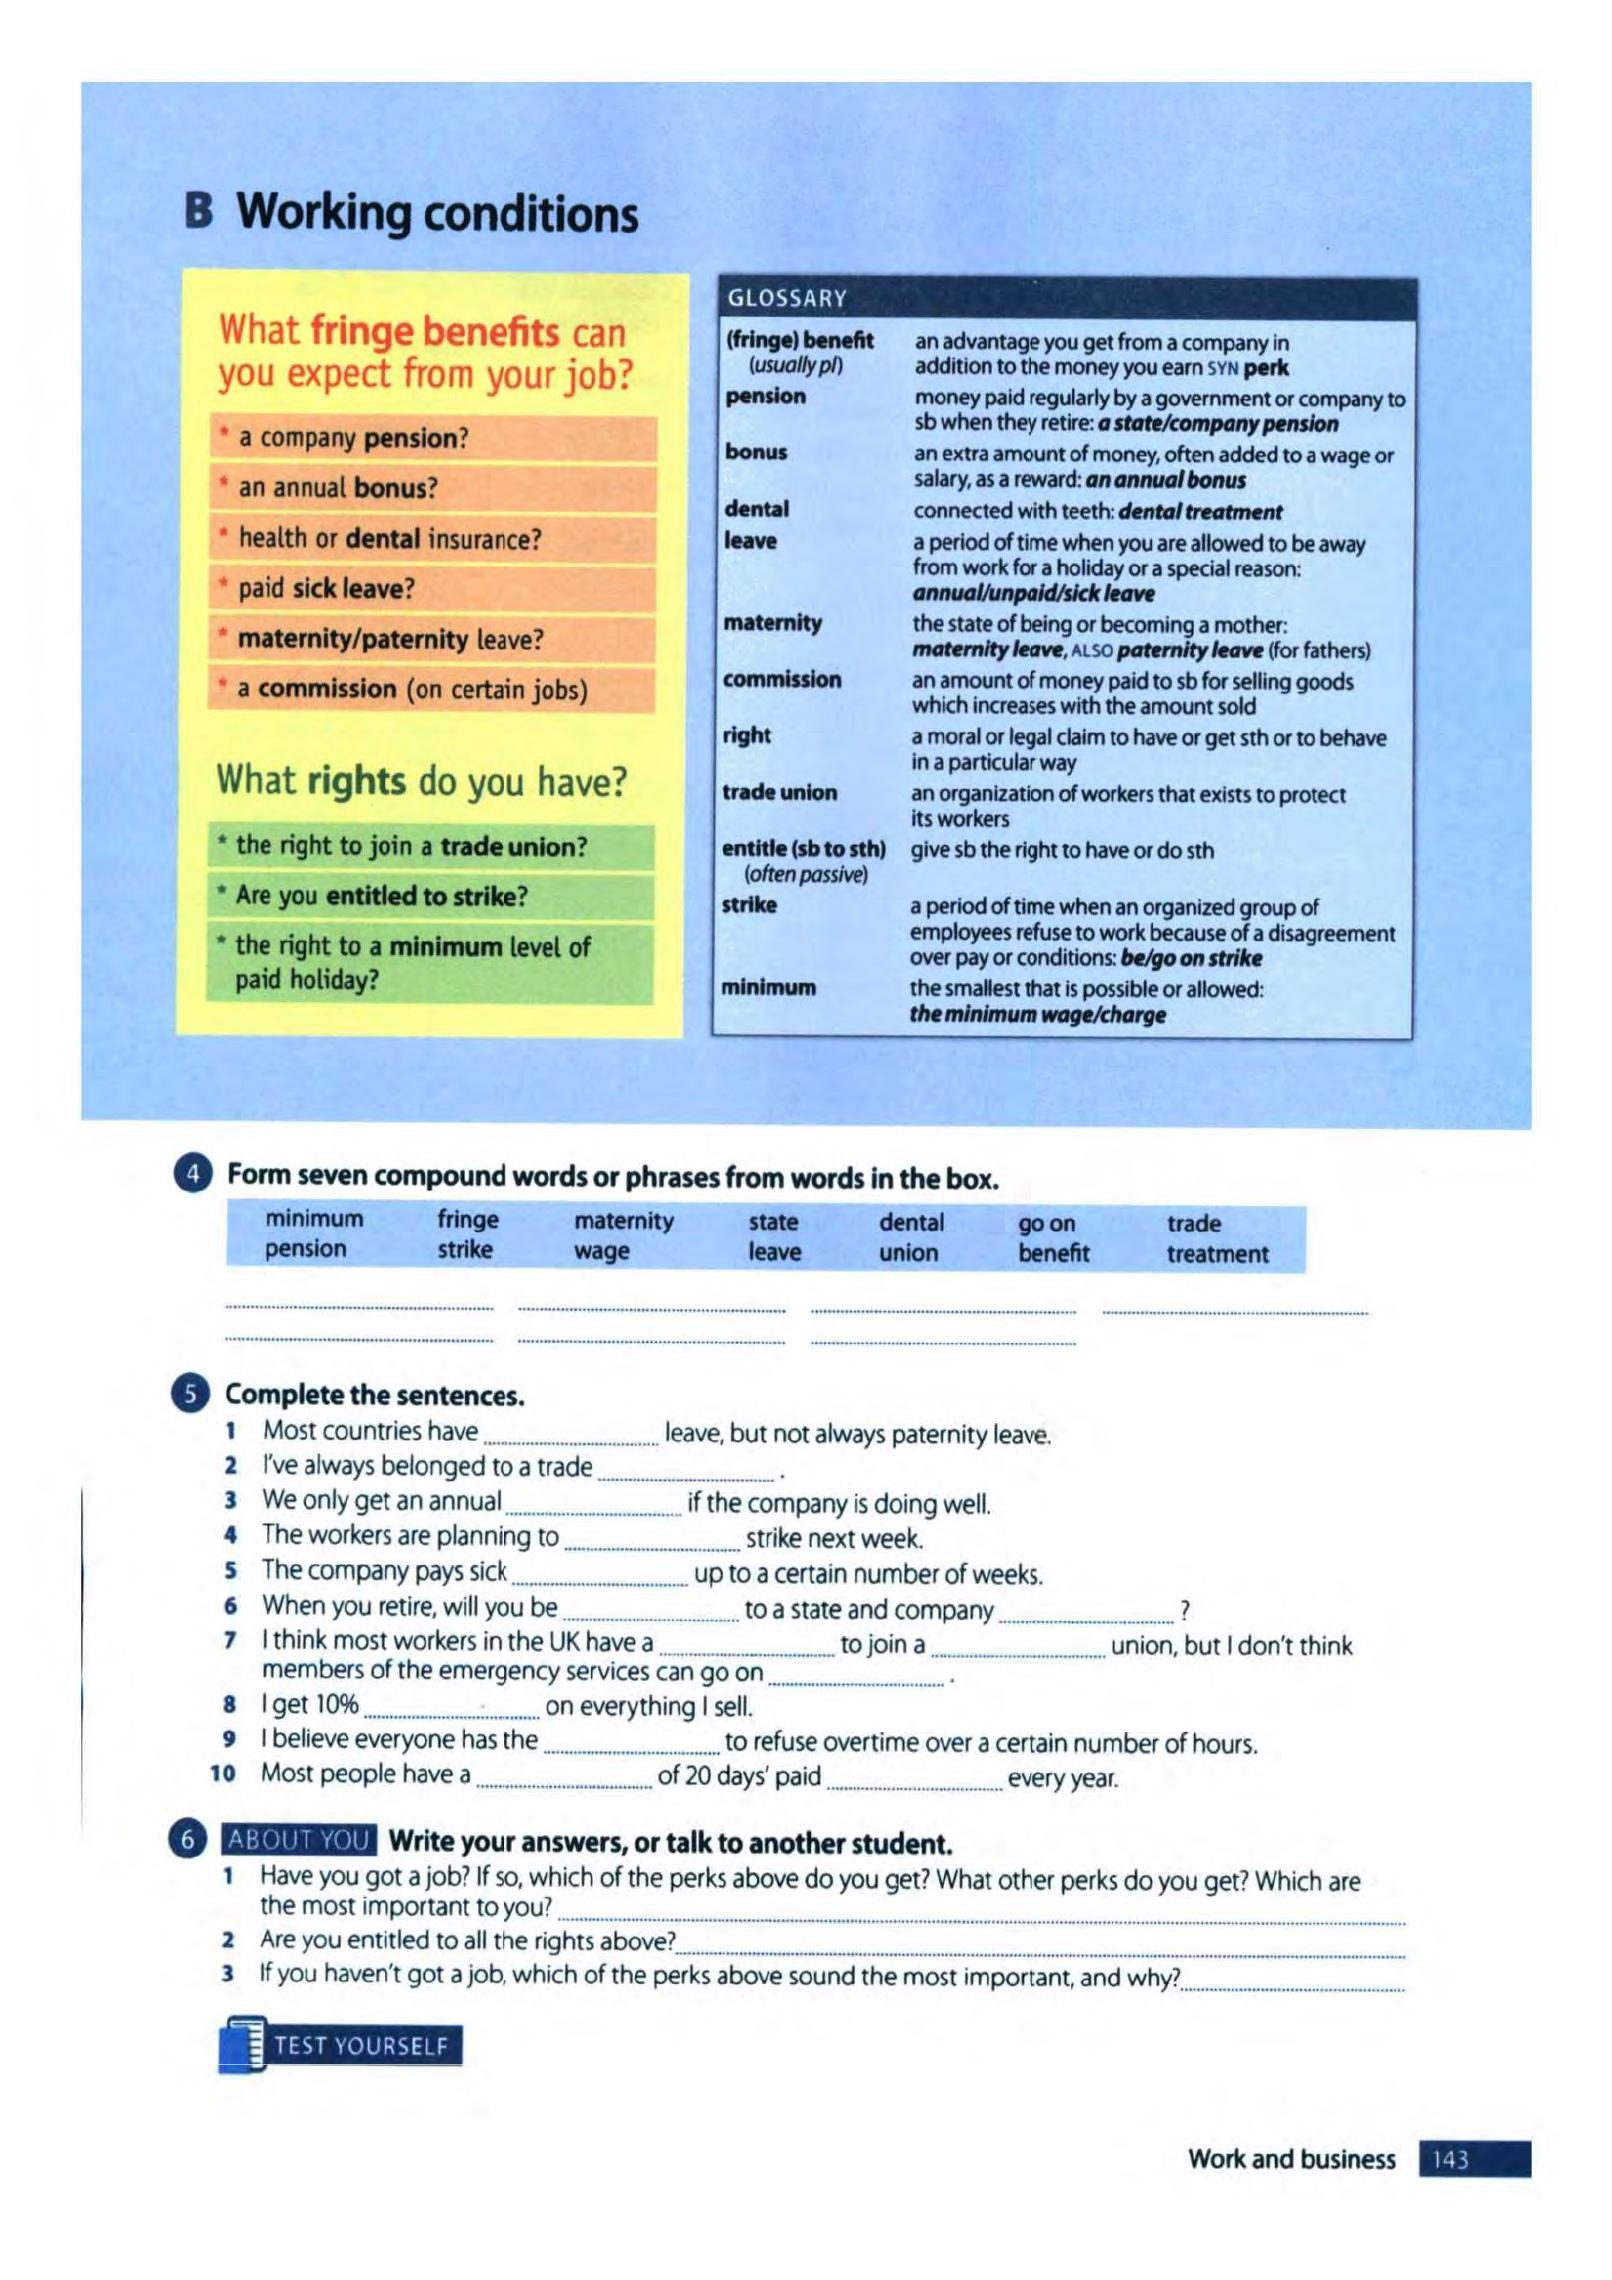 B Working conditions
What fringe benefits can
you expect from your job?
* a company pension?
* an annual bonus?
* health or dental insurance?
* paid sick leave?
* maternity/paternity leave?
* a commission (on certain jobs)
What rights do you have?
* the right to join a trade union?
* Are you entitled to strike?
* the right to a minimum level of
paid holiday?
GLOSSARY
(fringe) benefit an advantage you get from a company in
(usually pl) addition to the money you earn SYN perk
pension money paid regularly by a government or company to
sb when they retire: a state/company pension
bonus an extra amount of money, often added to a wage or
salary, as a reward: an annual bonus
dental connected with teeth: dental treatment
leave a period of time when you are allowed to be away
from work for a holiday or a special reason:
annual/unpaid/sick leave
maternity the state of being or becoming a mother:
maternity leave, ALSO paternity leave (for fathers)
commission an amount of money paid to sb for selling goods
which increases with the amount sold
right a moral or legal claim to have or get sth or to behave
in a particular way
trade union an organization of workers that exists to protect
its workers
entitle (sb to sth) give sb the right to have or do sth
(often passive)
strike a period of time when an organized group of
employees refuse to work because of a disagreement
over pay or conditions: be/go on strike
minimum the smallest that is possible or allowed:
the minimum wage/charge
4 Form seven compound words or phrases from words in the box.
minimum fringe maternity state dental go on trade
pension strike wage leave union benefit treatment
5 Complete the sentences.
1 Most countries have ........ leave, but not always paternity leave.
2 I've always belonged to a trade ........ .
3 We only get an annual ........ if the company is doing well.
4 The workers are planning to ........ strike next week.
5 The company pays sick ........ up to a certain number of weeks.
6 When you retire, will you be ........ to a state and company ........ ?
7 I think most workers in the UK have a ........ to join a ........ union, but I don't think
members of the emergency services can go on ........ .
8 I get 10% ........ on everything I sell.
9 I believe everyone has the ........ to refuse overtime over a certain number of hours.
10 Most people have a ........ of 20 days' paid ........ every year.
6 ABOUT YOU Write your answers, or talk to another student.
1 Have you got a job? If so, which of the perks above do you get? What other perks do you get? Which are
the most important to you? ........
2 Are you entitled to all the rights above? ........
3 If you haven't got a job, which of the perks above sound the most important, and why? ........
TEST YOURSELF
Work and business 143